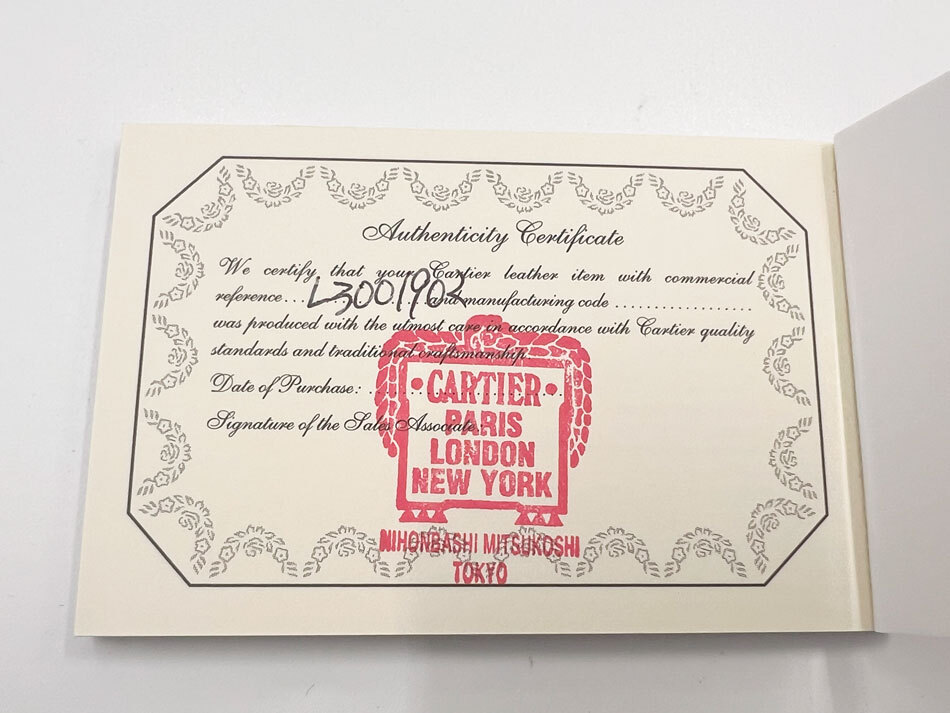 Authenticity Certificate
We certify that your Cartier leather item with commercial
reference....L3001902....and manufacturing code ..................
was produced with the utmost care in accordance with Cartier quality
standards and traditional craftsmanship.
Date of Purchase: ..........................
Signature of the Sales Associate:
CARTIER
PARIS
LONDON
NEW YORK
NIHONBASHI MITSUKOSHI
TOKYO